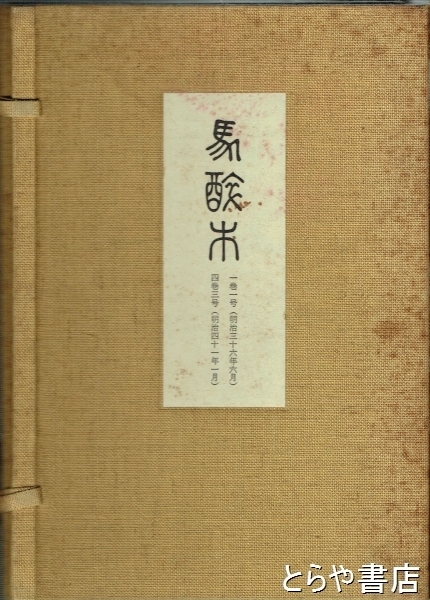 馬酔木
一巻一号（明治三十六年六月）
四巻三号（明治四十一年一月）
とらや書店